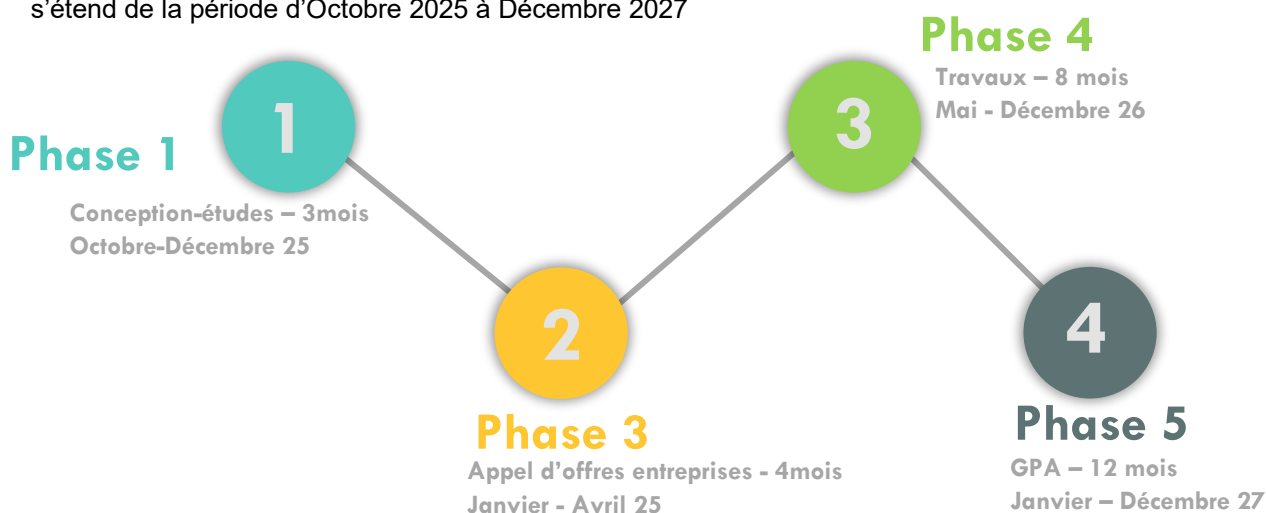 s’étend de la période d’Octobre 2025 à Décembre 2027
Phase 1
1
Conception-études – 3mois
Octobre-Décembre 25
2
Phase 3
Appel d’offres entreprises - 4mois
Janvier - Avril 25
Phase 4
3
Travaux – 8 mois
Mai - Décembre 26
4
Phase 5
GPA – 12 mois
Janvier – Décembre 27